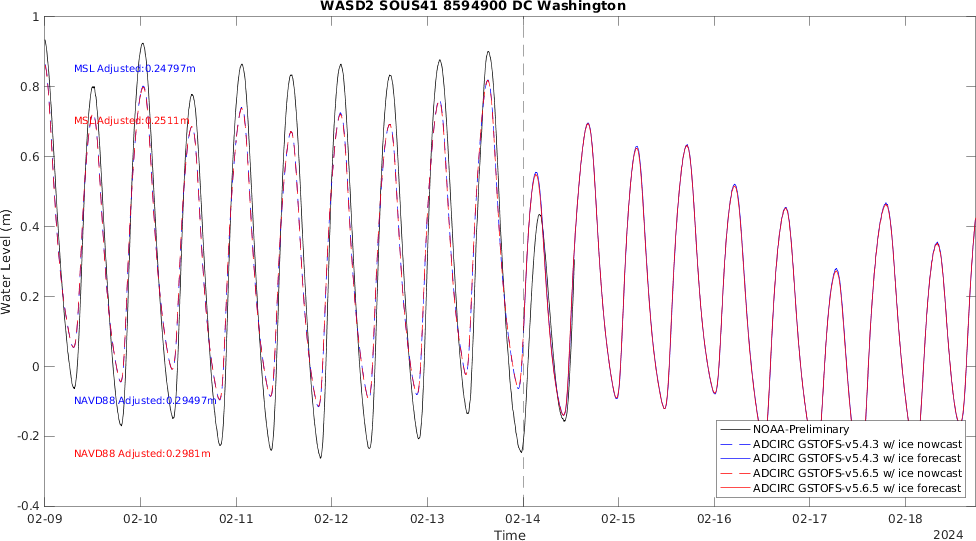 WASD2 SOUS41 8594900 DC Washington
1
0.8
0.6
0.4
0.2
0
-0.2
-0.4
Water Level (m)
MSL Adjusted:0.24797m
MSL Adjusted:0.2511m
NAVD88 Adjusted:0.29497m
NAVD88 Adjusted:0.2981m
NOAA-Preliminary
ADCIRC GSTOFS-v5.4.3 w/ ice nowcast
ADCIRC GSTOFS-v5.4.3 w/ ice forecast
ADCIRC GSTOFS-v5.6.5 w/ ice nowcast
ADCIRC GSTOFS-v5.6.5 w/ ice forecast
02-09 02-10 02-11 02-12 02-13 02-14 02-15 02-16 02-17 02-18
Time
2024